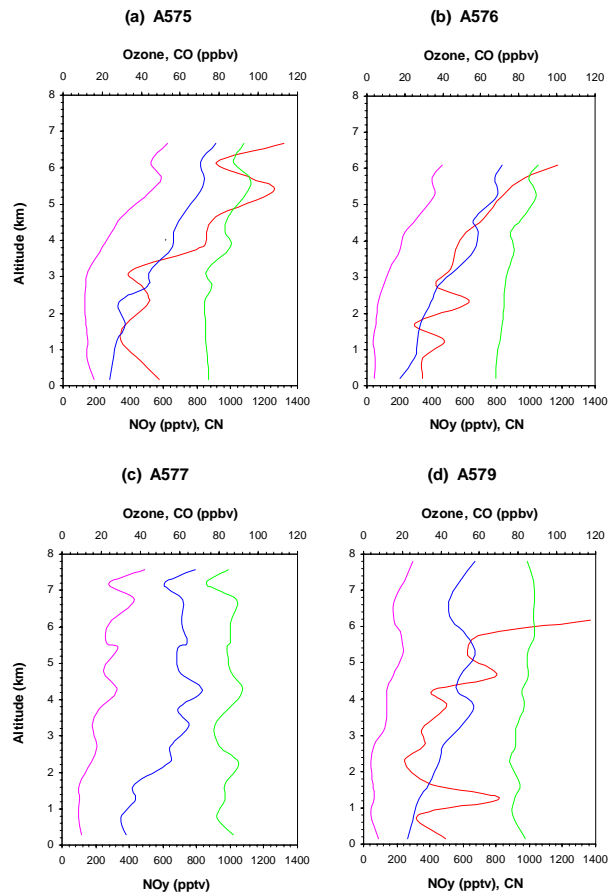 (a) A575
Ozone, CO (ppbv)
0 20 40 60 80 100 120 140
8
7
6
5
4
3
2
1
0
Altitude (km)
0 200 400 600 800 1000 1200 1400
NOy (pptv), CN
(b) A576
Ozone, CO (ppbv)
0 20 40 60 80 100 120
8
7
6
5
4
3
2
1
0
0 200 400 600 800 1000 1200 1400
NOy (pptv), CN
(c) A577
Ozone, CO (ppbv)
0 20 40 60 80 100 120
8
7
6
5
4
3
2
1
0
Altitude (km)
0 200 400 600 800 1000 1200 1400
NOy (pptv)
(d) A579
Ozone, CO (ppbv)
0 20 40 60 80 100 120
8
7
6
5
4
3
2
1
0
0 200 400 600 800 1000 1200 1400
NOy (pptv), CN